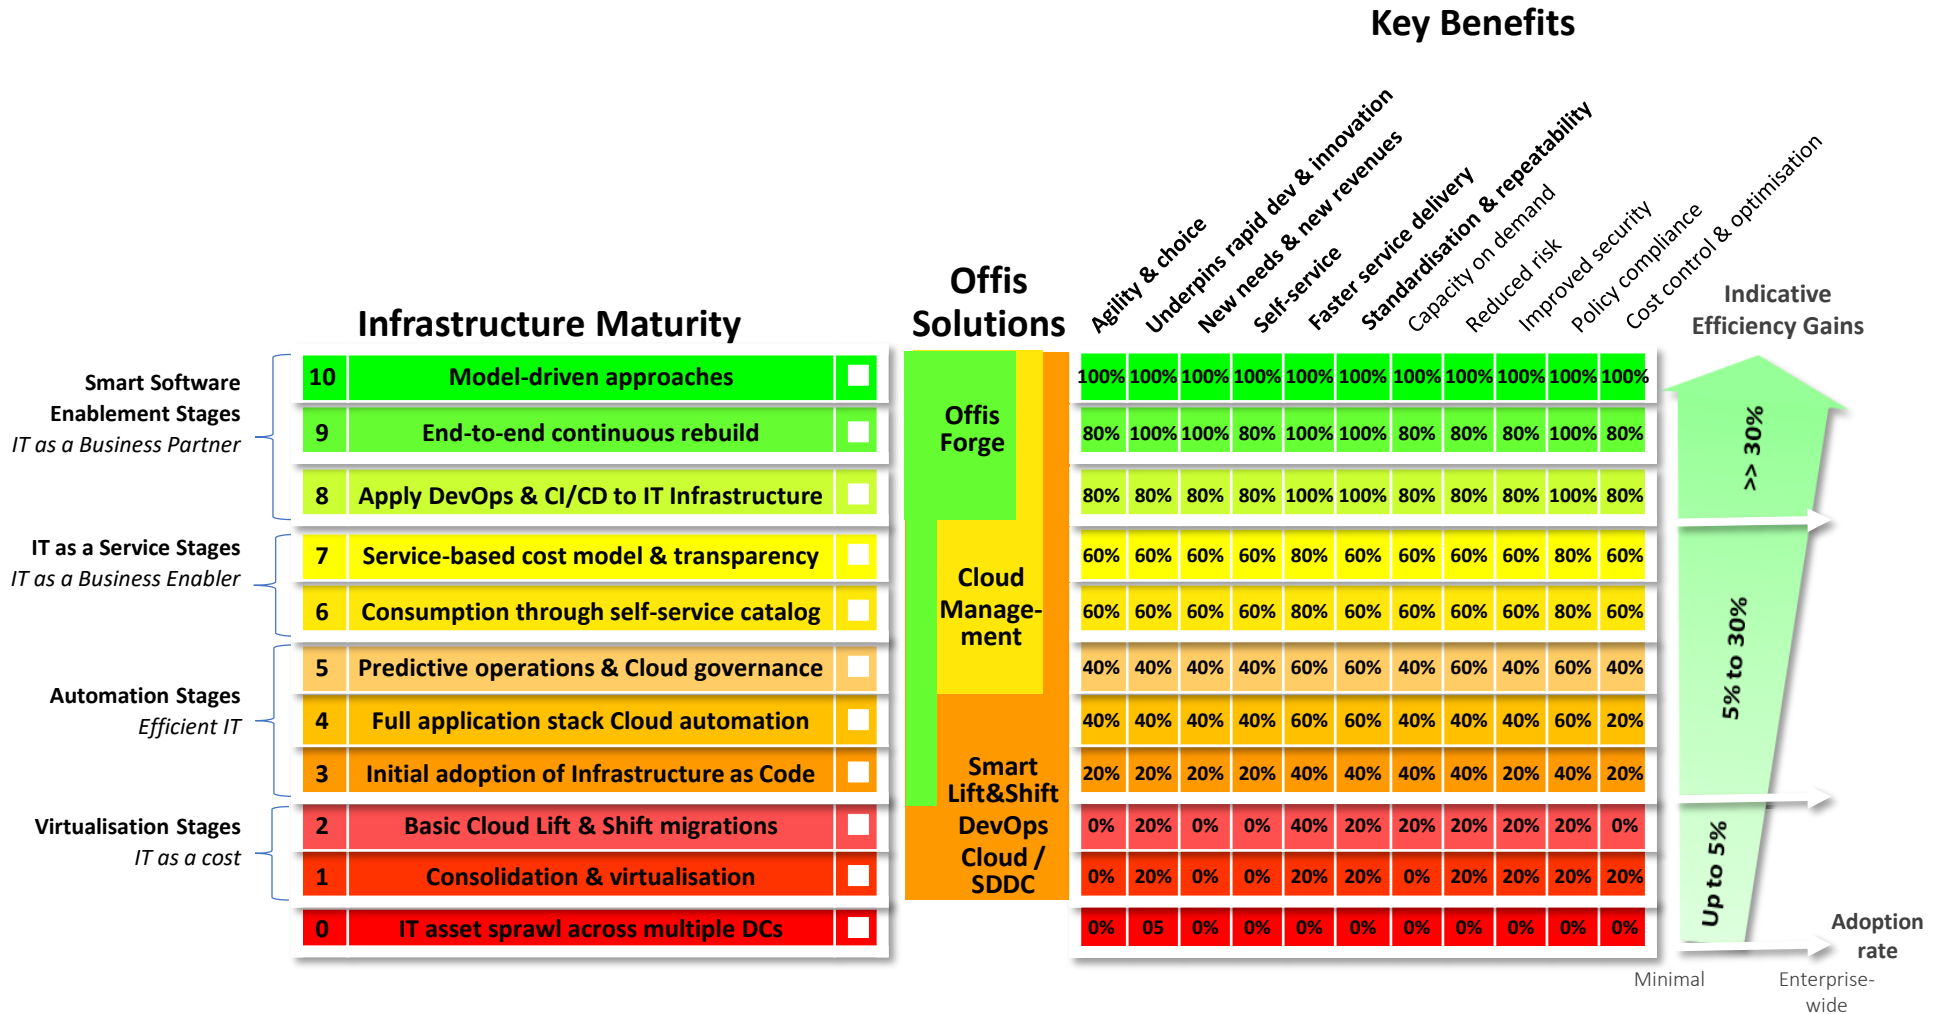 Key Benefits
Agility & choice
Underpins rapid dev & innovation
New needs & new revenues
Self-service
Faster service delivery
Standardisation & repeatability
Capacity on demand
Reduced risk
Improved security
Policy compliance
Cost control & optimisation
Infrastructure Maturity
Offis
Solutions
Indicative
Efficiency Gains
Smart Software
Enablement Stages
IT as a Business Partner
IT as a Service Stages
IT as a Business Enabler
Automation Stages
Efficient IT
Virtualisation Stages
IT as a cost
10 Model-driven approaches
9 End-to-end continuous rebuild
8 Apply DevOps & CI/CD to IT Infrastructure
7 Service-based cost model & transparency
6 Consumption through self-service catalog
5 Predictive operations & Cloud governance
4 Full application stack Cloud automation
3 Initial adoption of Infrastructure as Code
2 Basic Cloud Lift & Shift migrations
1 Consolidation & virtualisation
0 IT asset sprawl across multiple DCs
Offis
Forge
Cloud
Manage-
ment
Smart
Lift&Shift
DevOps
Cloud /
SDDC
100% 100% 100% 100% 100% 100% 100% 100% 100% 100% 100%
80% 100% 100% 80% 100% 100% 80% 80% 80% 100% 80%
80% 80% 80% 80% 100% 100% 80% 80% 80% 100% 80%
60% 60% 60% 60% 80% 60% 60% 60% 60% 80% 60%
60% 60% 60% 60% 80% 60% 60% 60% 60% 80% 60%
40% 40% 40% 40% 60% 60% 40% 60% 40% 60% 40%
40% 40% 40% 40% 60% 60% 40% 40% 40% 60% 20%
20% 20% 20% 20% 40% 40% 40% 40% 20% 40% 20%
0% 20% 0% 0% 40% 20% 20% 20% 20% 20% 0%
0% 20% 0% 0% 20% 20% 0% 20% 20% 20% 20%
0% 05 0% 0% 0% 0% 0% 0% 0% 0% 0%
>> 30%
5% to 30%
Up to 5%
Adoption
rate
Minimal
Enterprise-
wide